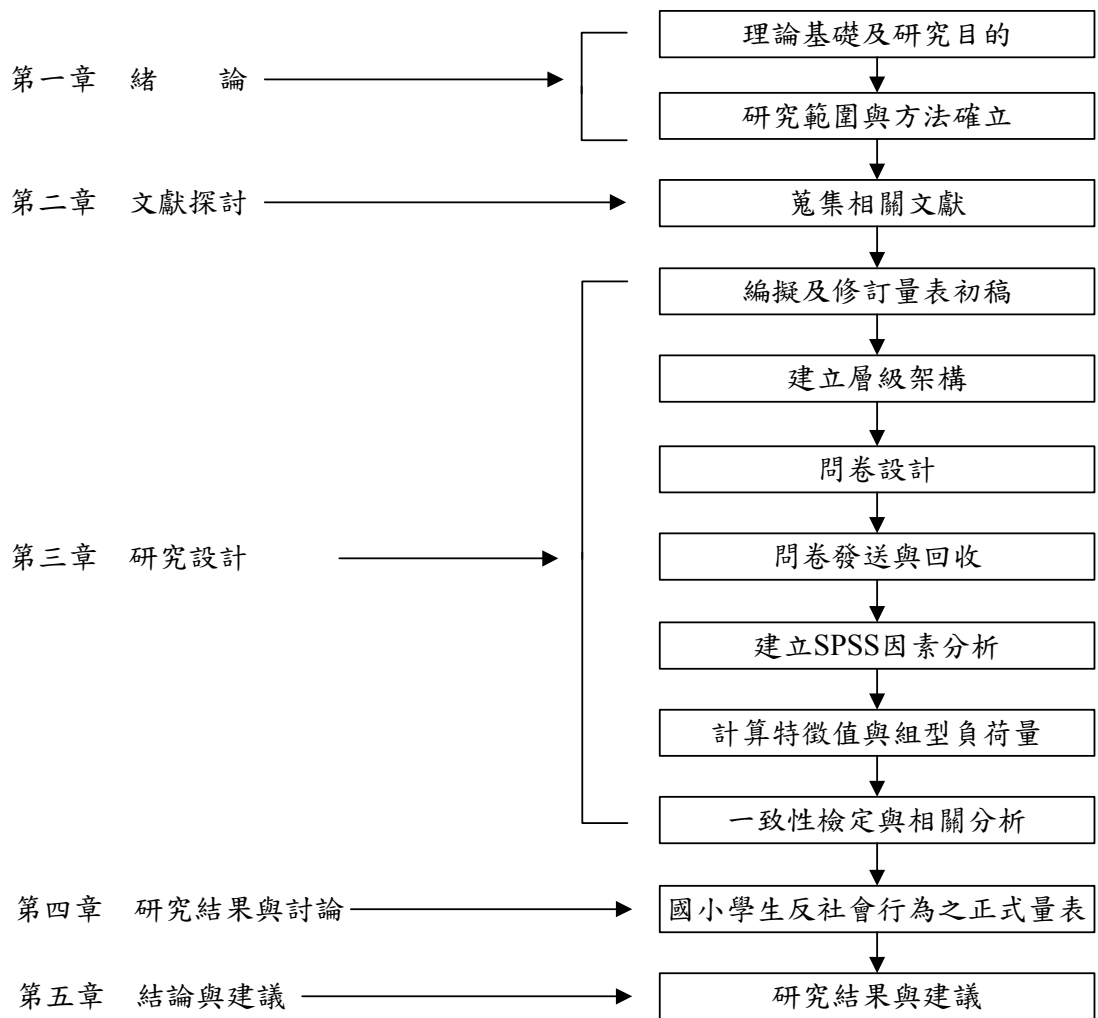 理論基礎及研究目的
第一章 緒 論
研究範圍與方法確立
第二章 文獻探討
蒐集相關文獻
編擬及修訂量表初稿
建立層級架構
問卷設計
第三章 研究設計
問卷發送與回收
建立SPSS因素分析
計算特徵值與組型負荷量
一致性檢定與相關分析
第四章 研究結果與討論
國小學生反社會行為之正式量表
第五章 結論與建議
研究結果與建議